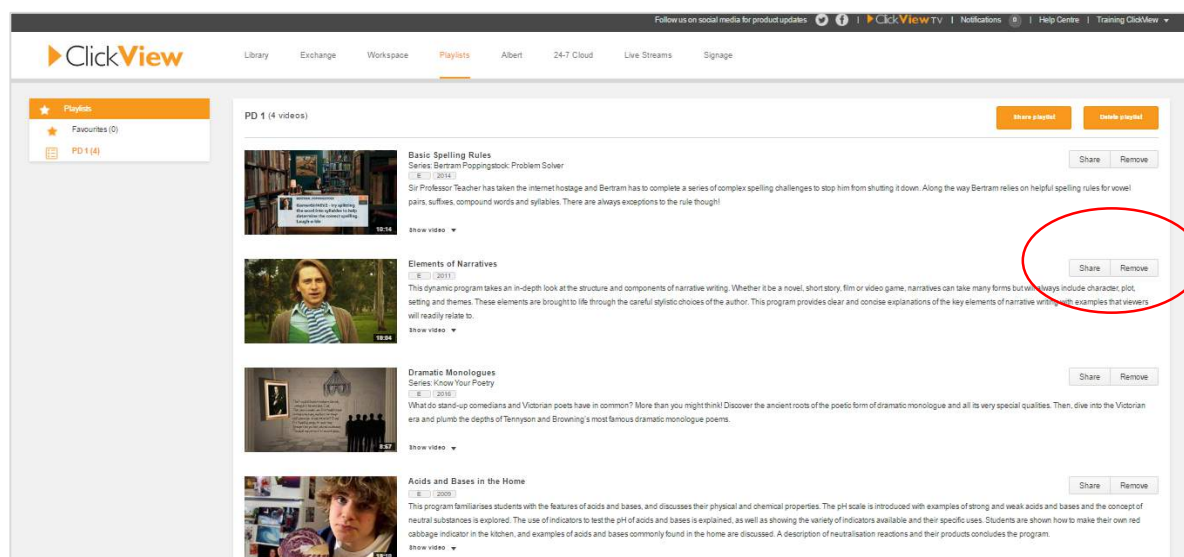 Follow us on social media for product updates | ClickView TV | Notifications 0 | Help Centre | Training ClickView
ClickView
Library Exchange Workspace Playlists Albert 24-7 Cloud Live Streams Signage
Playlists
Favourites (0)
PD 1 (4)
PD 1 (4 videos)
Share playlist Delete playlist
Basic Spelling Rules
Series: Bertram Poppingstock: Problem Solver
E 2014
Share Remove
Sir Professor Teacher has taken the internet hostage and Bertram has to complete a series of complex spelling challenges to stop him from shutting it down. Along the way Bertram relies on helpful spelling rules for vowel
pairs, suffixes, compound words and syllables. There are always exceptions to the rule though!
18:14
Show video
Elements of Narratives
E 2011
Share Remove
This dynamic program takes an in-depth look at the structure and components of narrative writing. Whether it be a novel, short story, film or video game, narratives can take many forms but will always include character, plot,
setting and themes. These elements are brought to life through the careful stylistic choices of the author. This program provides clear and concise explanations of the key elements of narrative writing with examples that viewers
will readily relate to.
18:04
Show video
Dramatic Monologues
Series: Know Your Poetry
E 2010
Share Remove
What do stand-up comedians and Victorian poets have in common? More than you might think! Discover the ancient roots of the poetic form of dramatic monologue and all its very special qualities. Then, dive into the Victorian
era and plumb the depths of Tennyson and Browning's most famous dramatic monologue poems.
8:57
Show video
Acids and Bases in the Home
E 2009
Share Remove
This program familiarises students with the features of acids and bases, and discusses their physical and chemical properties. The pH scale is introduced with examples of strong and weak acids and bases and the concept of
neutral substances is explored. The use of indicators to test the pH of acids and bases is explained, as well as showing the variety of indicators available and their specific uses. Students are shown how to make their own red
cabbage indicator in the kitchen, and examples of acids and bases commonly found in the home are discussed. A description of neutralisation reactions and their products concludes the program.
Show video